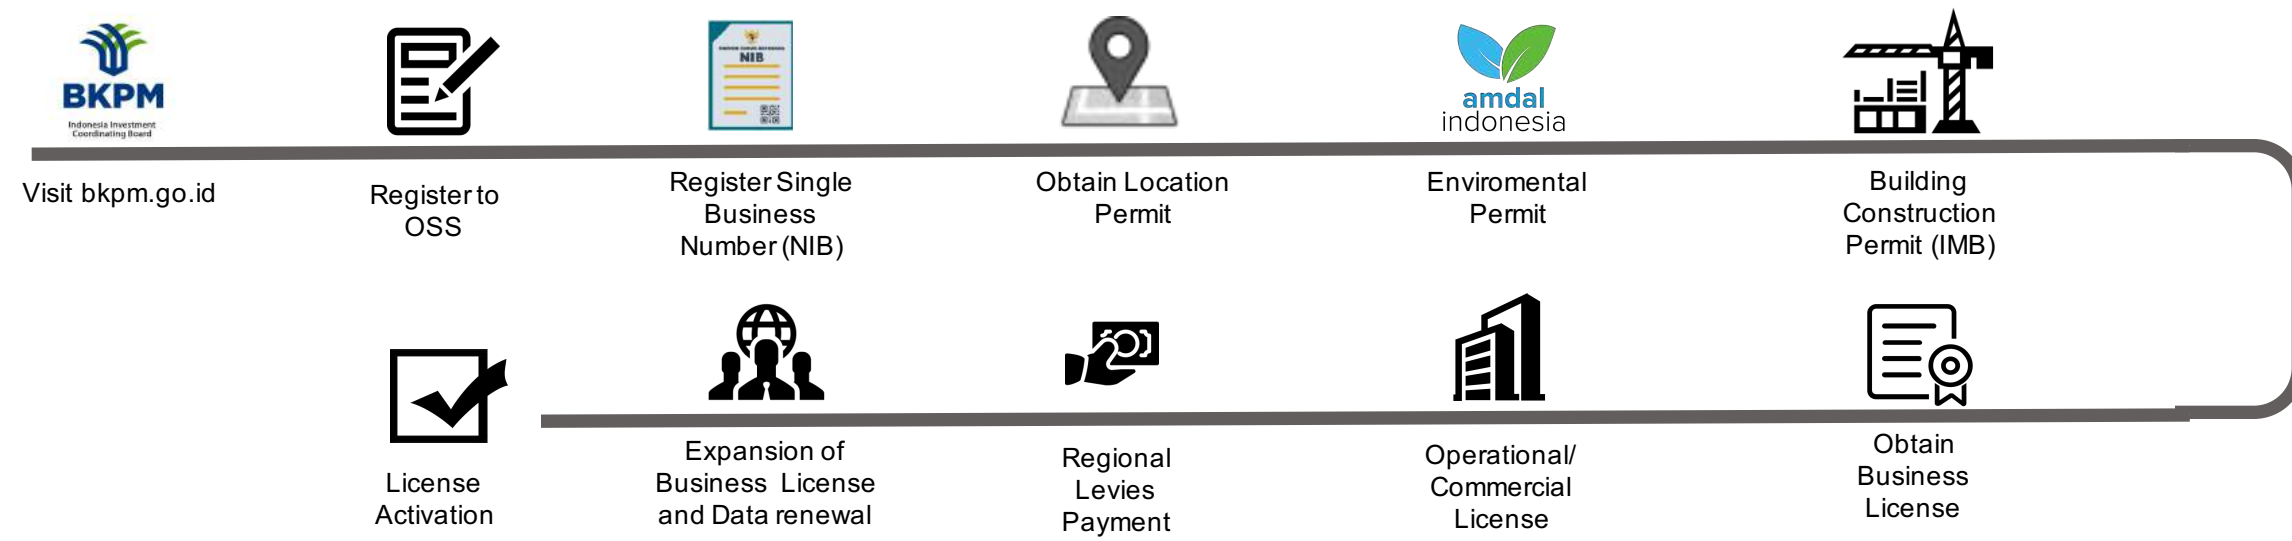 BKPM
Indonesia Investment
Coordinating Board
NIB
amdal
indonesia
Visit bkpm.go.id
Register to
OSS
Register Single
Business
Number (NIB)
Obtain Location
Permit
Enviromental
Permit
Building
Construction
Permit (IMB)
Obtain
Business
License
Operational/
Commercial
License
Regional
Levies
Payment
Expansion of
Business License
and Data renewal
License
Activation